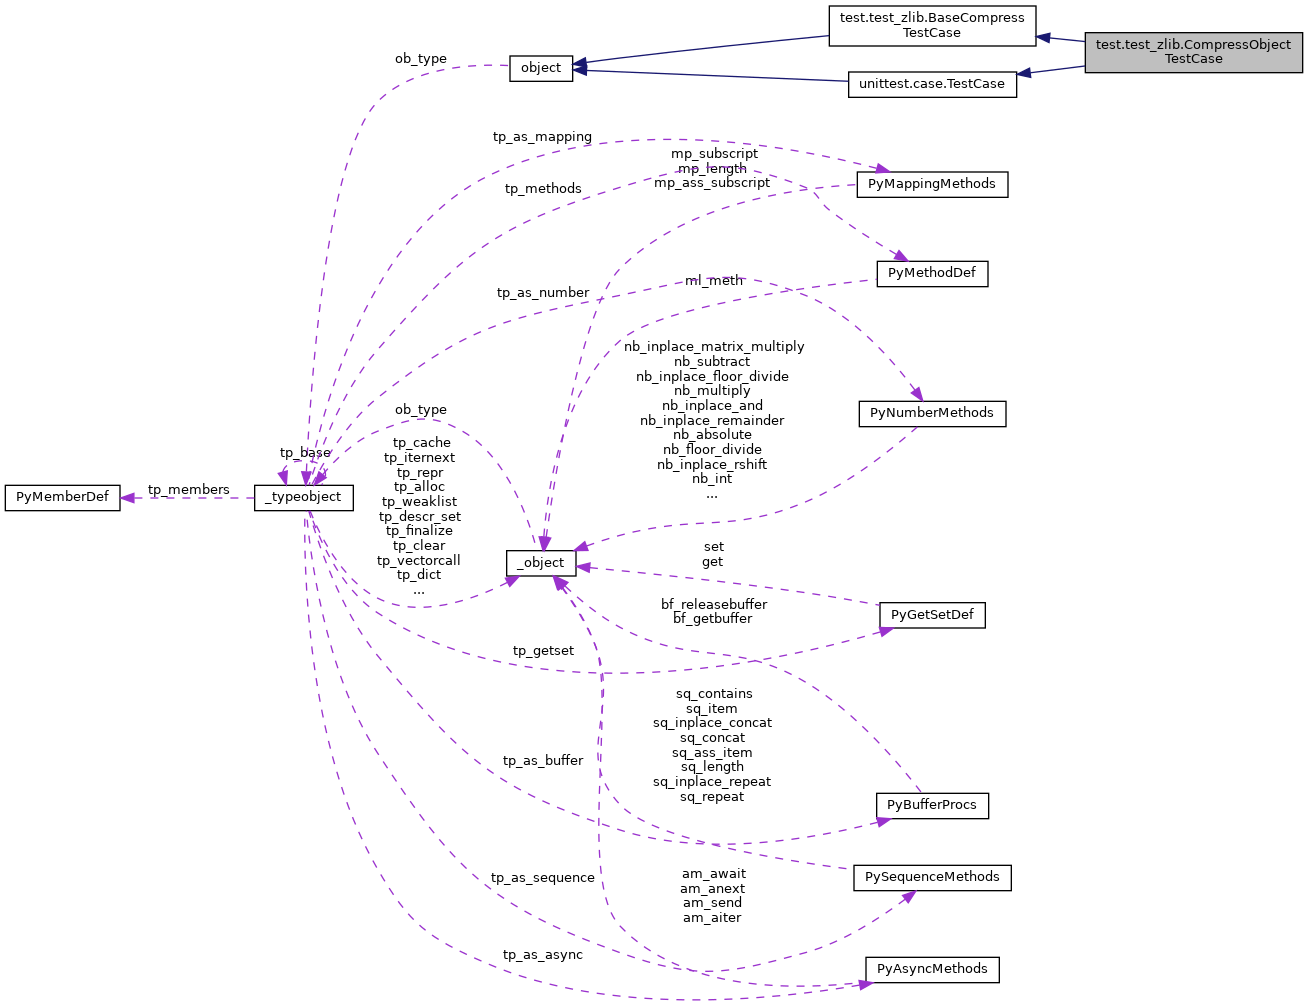 test.test_zlib.BaseCompress
TestCase
test.test_zlib.CompressObject
TestCase
ob_type
object
unittest.case.TestCase
tp_as_mapping
mp_subscript
mp_length
mp_ass_subscript
tp_methods
PyMappingMethods
PyMethodDef
ml_meth
tp_as_number
nb_inplace_matrix_multiply
nb_subtract
nb_inplace_floor_divide
nb_multiply
nb_inplace_and
nb_inplace_remainder
nb_absolute
nb_floor_divide
nb_inplace_rshift
nb_int
...
PyNumberMethods
ob_type
tp_base
tp_cache
tp_iternext
tp_repr
tp_alloc
tp_weaklist
tp_descr_set
tp_finalize
tp_clear
tp_vectorcall
tp_dict
...
PyMemberDef
tp_members
_typeobject
_object
set
get
bf_releasebuffer
bf_getbuffer
PyGetSetDef
tp_getset
sq_contains
sq_item
sq_inplace_concat
sq_concat
sq_ass_item
sq_length
sq_inplace_repeat
sq_repeat
tp_as_buffer
PyBufferProcs
tp_as_sequence
PySequenceMethods
am_await
am_anext
am_send
am_aiter
tp_as_async
PyAsyncMethods